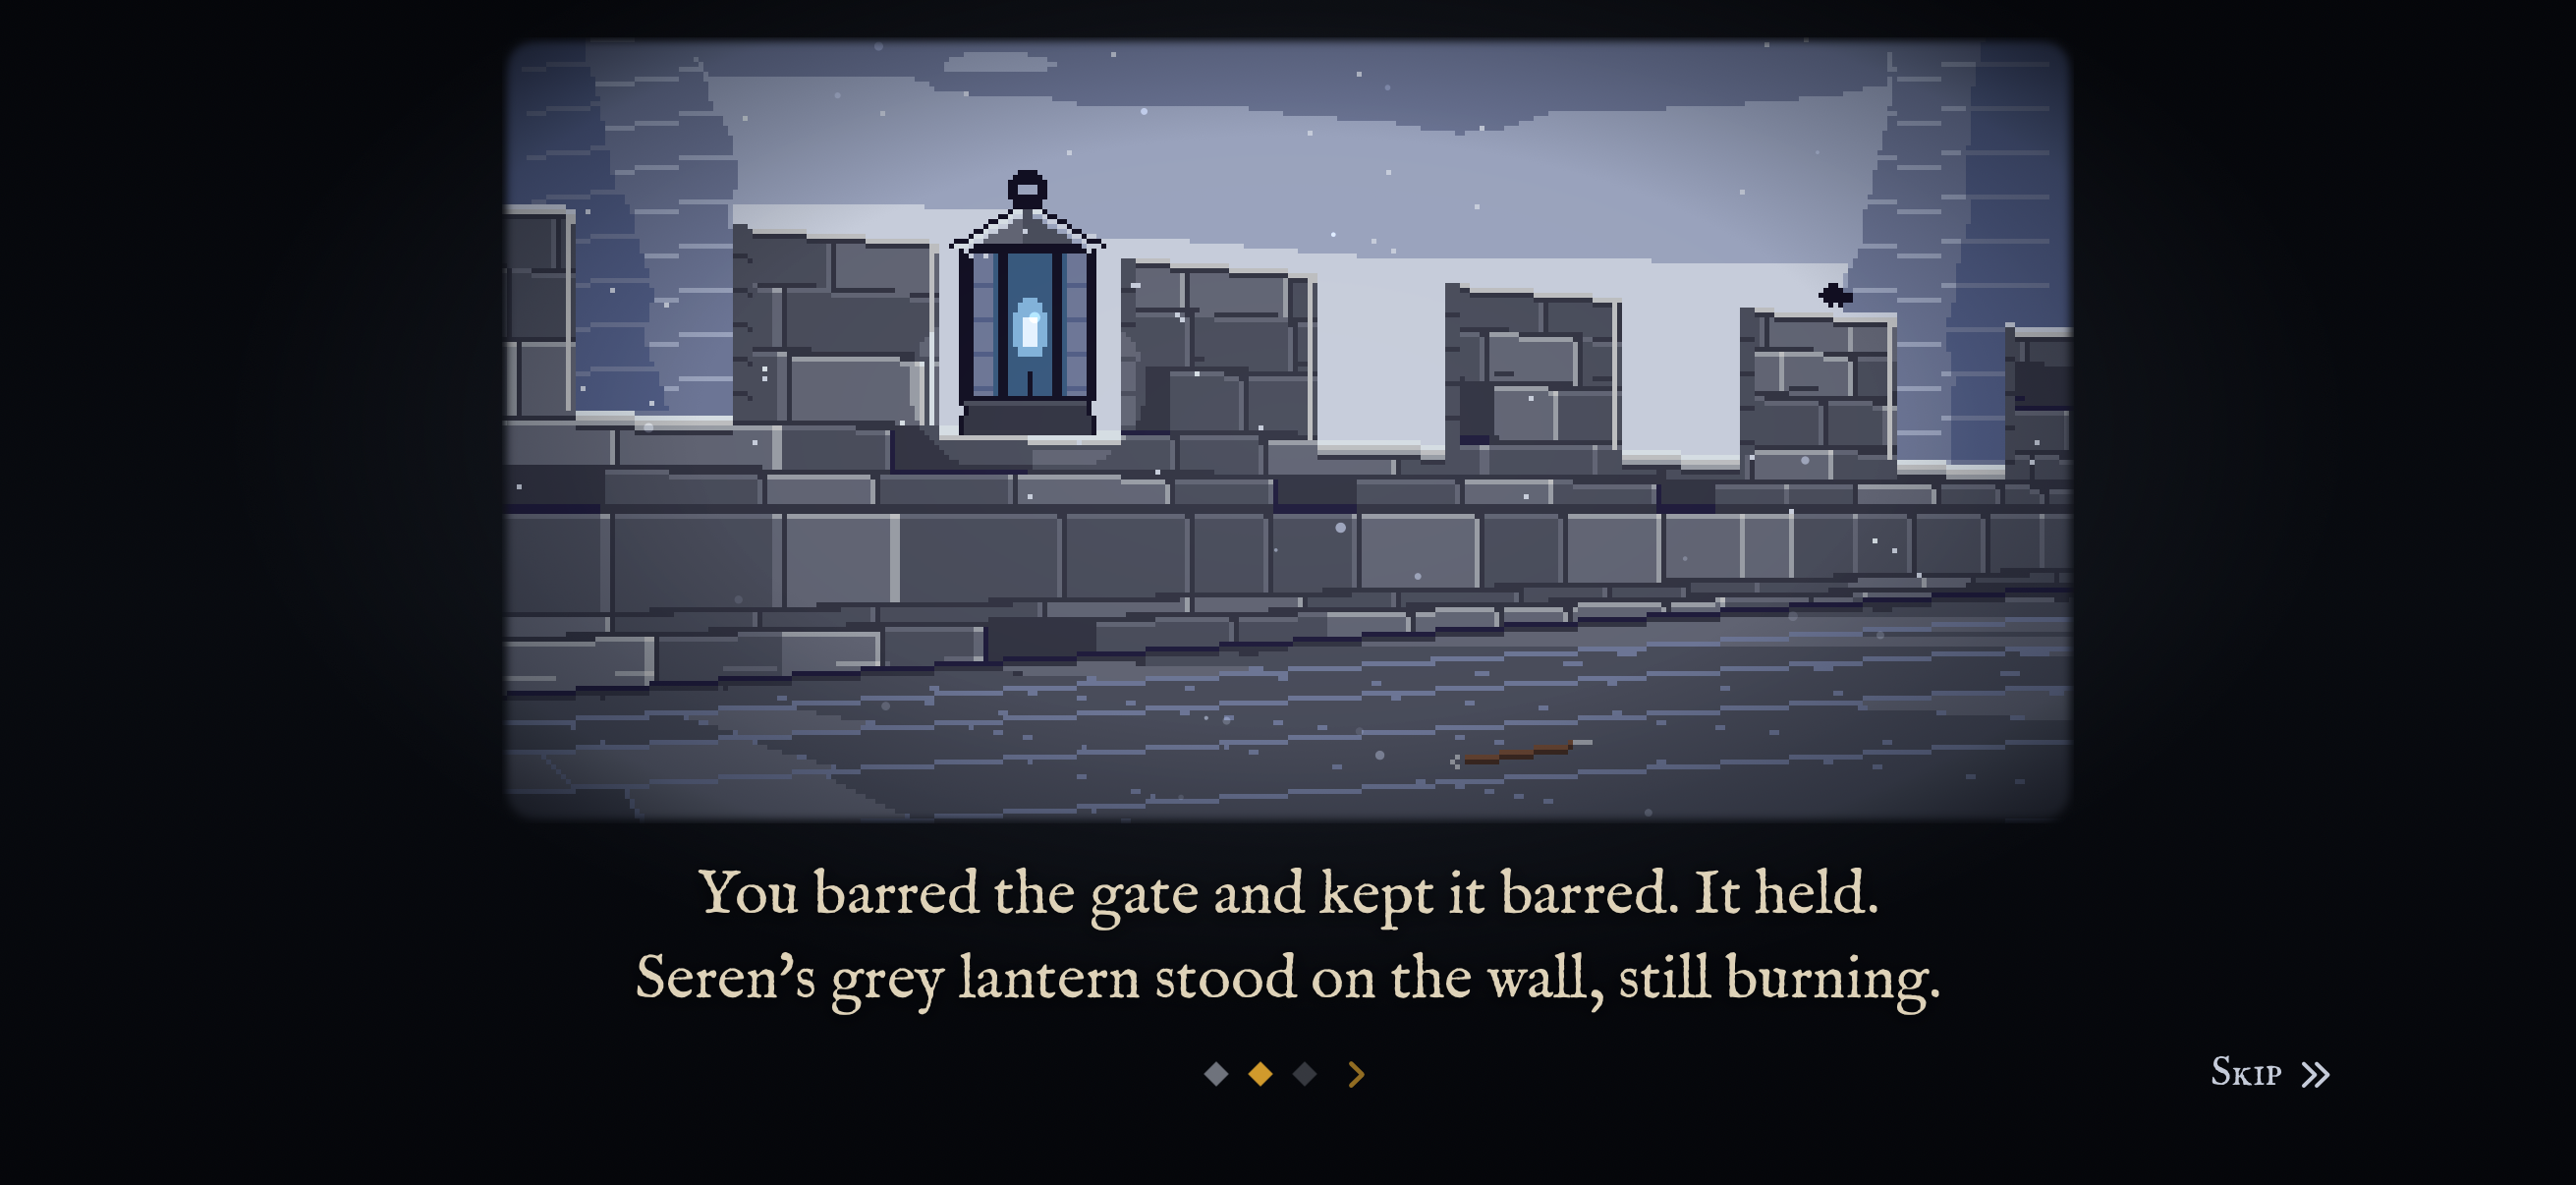 You barred the gate and kept it barred. It held.
Seren’s grey lantern stood on the wall, still burning.
Skip